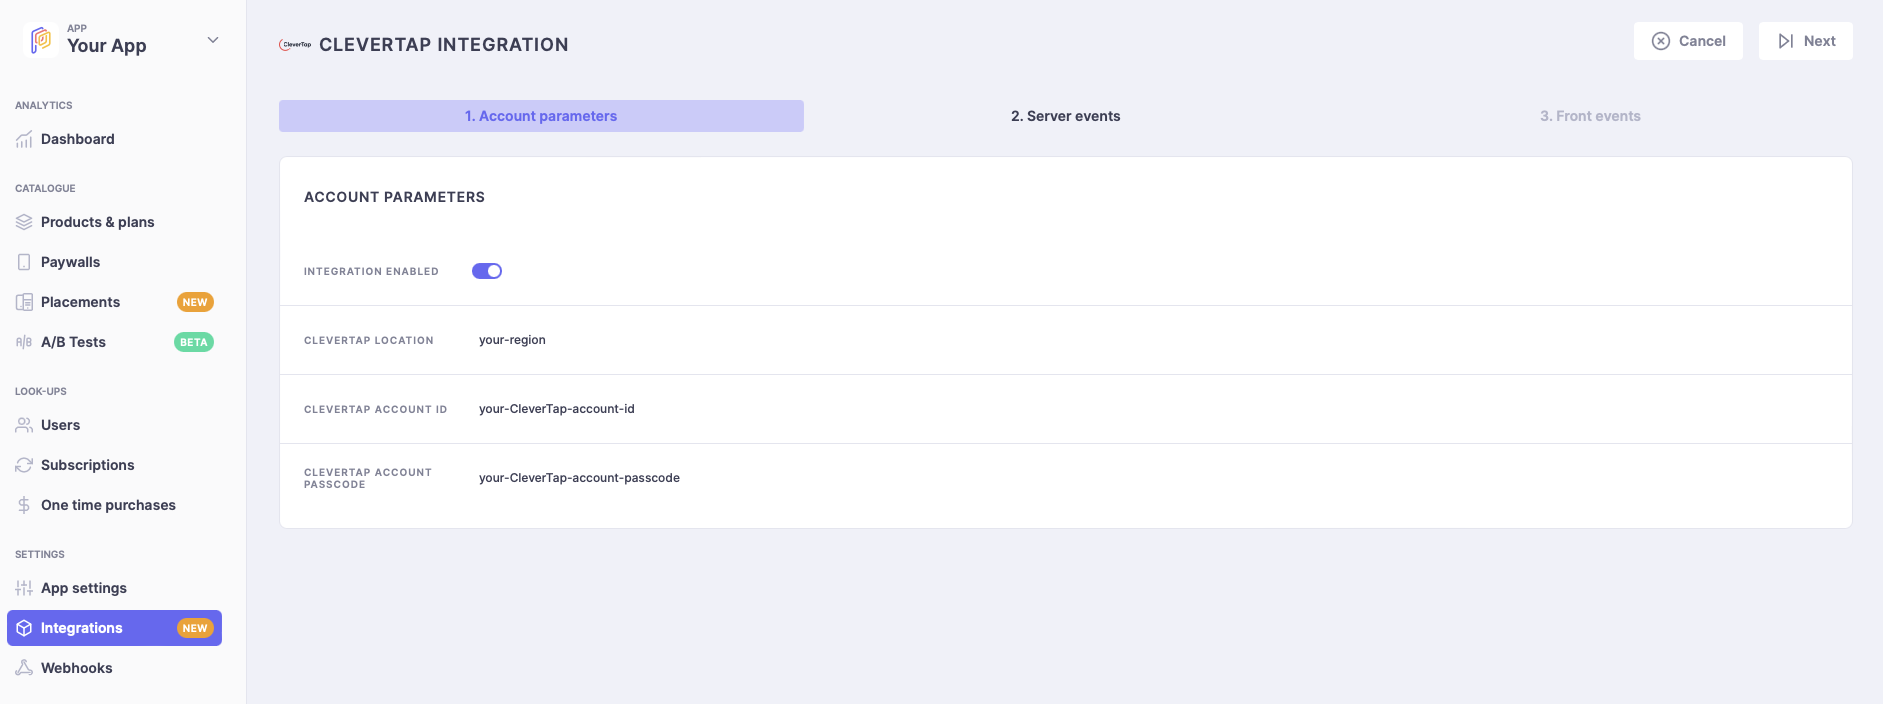 APP
Your App
ANALYTICS
Dashboard
CATALOGUE
Products & plans
Paywalls
Placements NEW
A/B Tests BETA
LOOK-UPS
Users
Subscriptions
One time purchases
SETTINGS
App settings
Integrations NEW
Webhooks
CleverTap CLEVERTAP INTEGRATION
Cancel
Next
1. Account parameters
2. Server events
3. Front events
ACCOUNT PARAMETERS
INTEGRATION ENABLED
CLEVERTAP LOCATION your-region
CLEVERTAP ACCOUNT ID your-CleverTap-account-id
CLEVERTAP ACCOUNT
PASSCODE
your-CleverTap-account-passcode